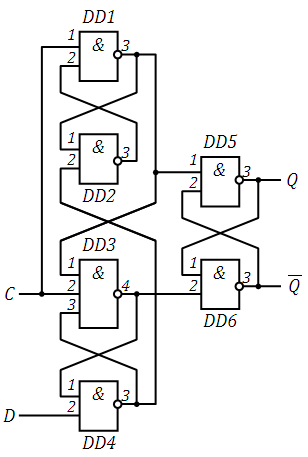 DD1
1 & 3
2
1 & DD5
2 3 1 & 3 Q
DD2 2
DD3
1 & 1 & 3 Q̅
C 2 4 2
3 DD6
1 & 3
D 2
DD4